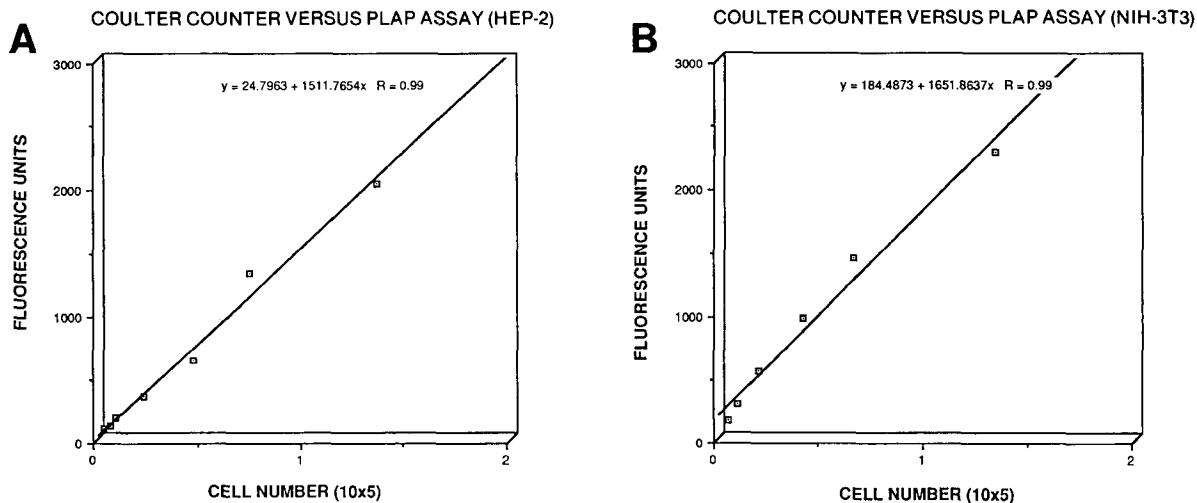 A
COULTER COUNTER VERSUS PLAP ASSAY (HEP-2)
3000
y = 24.7963 + 1511.7654x R = 0.99
2000
1000
0
FLUORESCENCE UNITS
0
1
2
CELL NUMBER (10x5)
B
COULTER COUNTER VERSUS PLAP ASSAY (NIH-3T3)
3000
y = 184.4873 + 1651.8637x R = 0.99
2000
1000
0
FLUORESCENCE UNITS
0
1
2
CELL NUMBER (10x5)